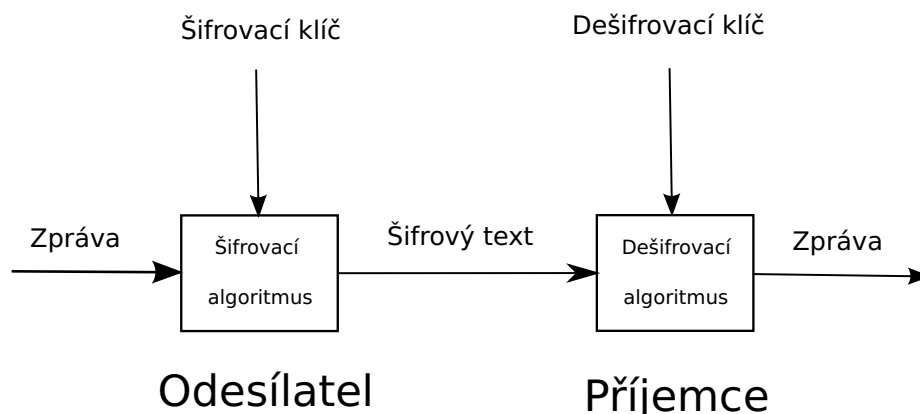 Šifrovací klíč
Dešifrovací klíč
Zpráva
Šifrovací
algoritmus
Šifrový text
Dešifrovací
algoritmus
Zpráva
Odesílatel
Příjemce